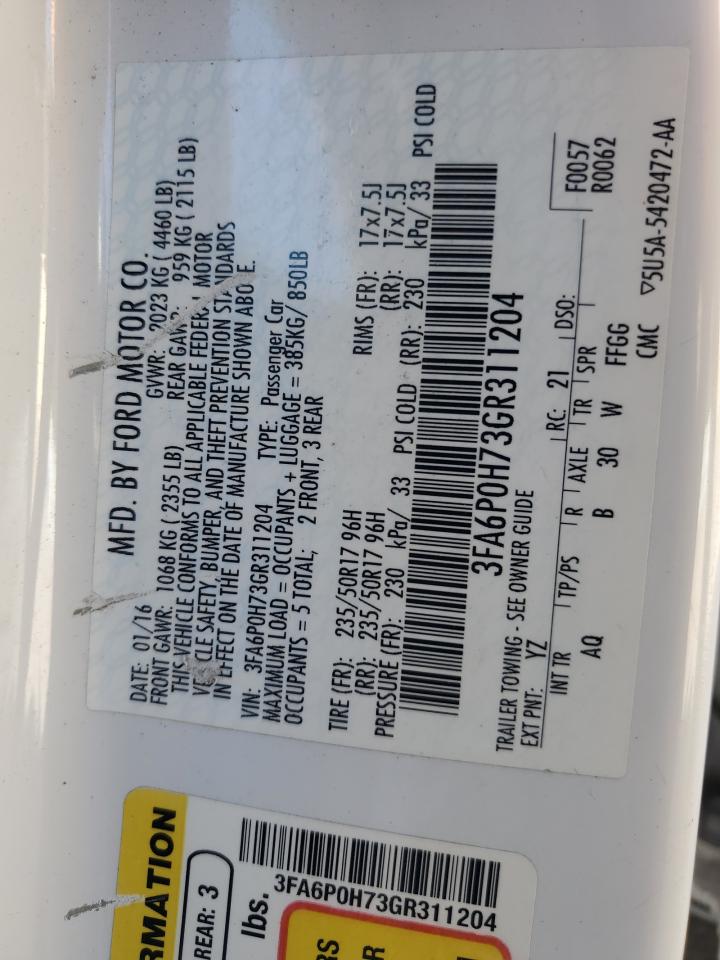 MFD. BY FORD MOTOR CO.
DATE: 01/16 GVWR: 2023 KG ( 4460 LB)
FRONT GAWR: 1068 KG ( 2355 LB) REAR GAWR: 959 KG ( 2115 LB)
THIS VEHICLE CONFORMS TO ALL APPLICABLE FEDERAL MOTOR
VEHICLE SAFETY, BUMPER, AND THEFT PREVENTION STANDARDS
IN EFFECT ON THE DATE OF MANUFACTURE SHOWN ABOVE.
VIN: 3FA6P0H73GR311204 TYPE: Passenger Car
MAXIMUM LOAD = OCCUPANTS + LUGGAGE = 385KG/ 850LB
OCCUPANTS = 5 TOTAL; 2 FRONT, 3 REAR
TIRE (FR): 235/50R17 96H RIMS (FR): 17x7.5J
(RR): 235/50R17 96H (RR): 17x7.5J
PRESSURE (FR): 230 kPa/ 33 PSI COLD (RR): 230 kPa/ 33 PSI COLD
3FA6P0H73GR311204
TRAILER TOWING - SEE OWNER GUIDE
EXT PNT: YZ RC: 21 DSO: F0057
R0062
INT TR TP/PS R AXLE TR SPR
AQ B 30 W FFGG
CMC ▽5U5A-5420472-AA
RMATION
REAR: 3
lbs.
3FA6P0H73GR311204
RS
R